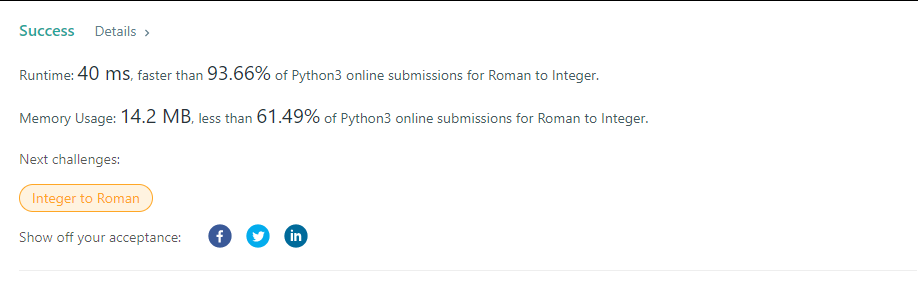 Success Details >
Runtime: 40 ms, faster than 93.66% of Python3 online submissions for Roman to Integer.
Memory Usage: 14.2 MB, less than 61.49% of Python3 online submissions for Roman to Integer.
Next challenges:
Integer to Roman
Show off your acceptance: f in